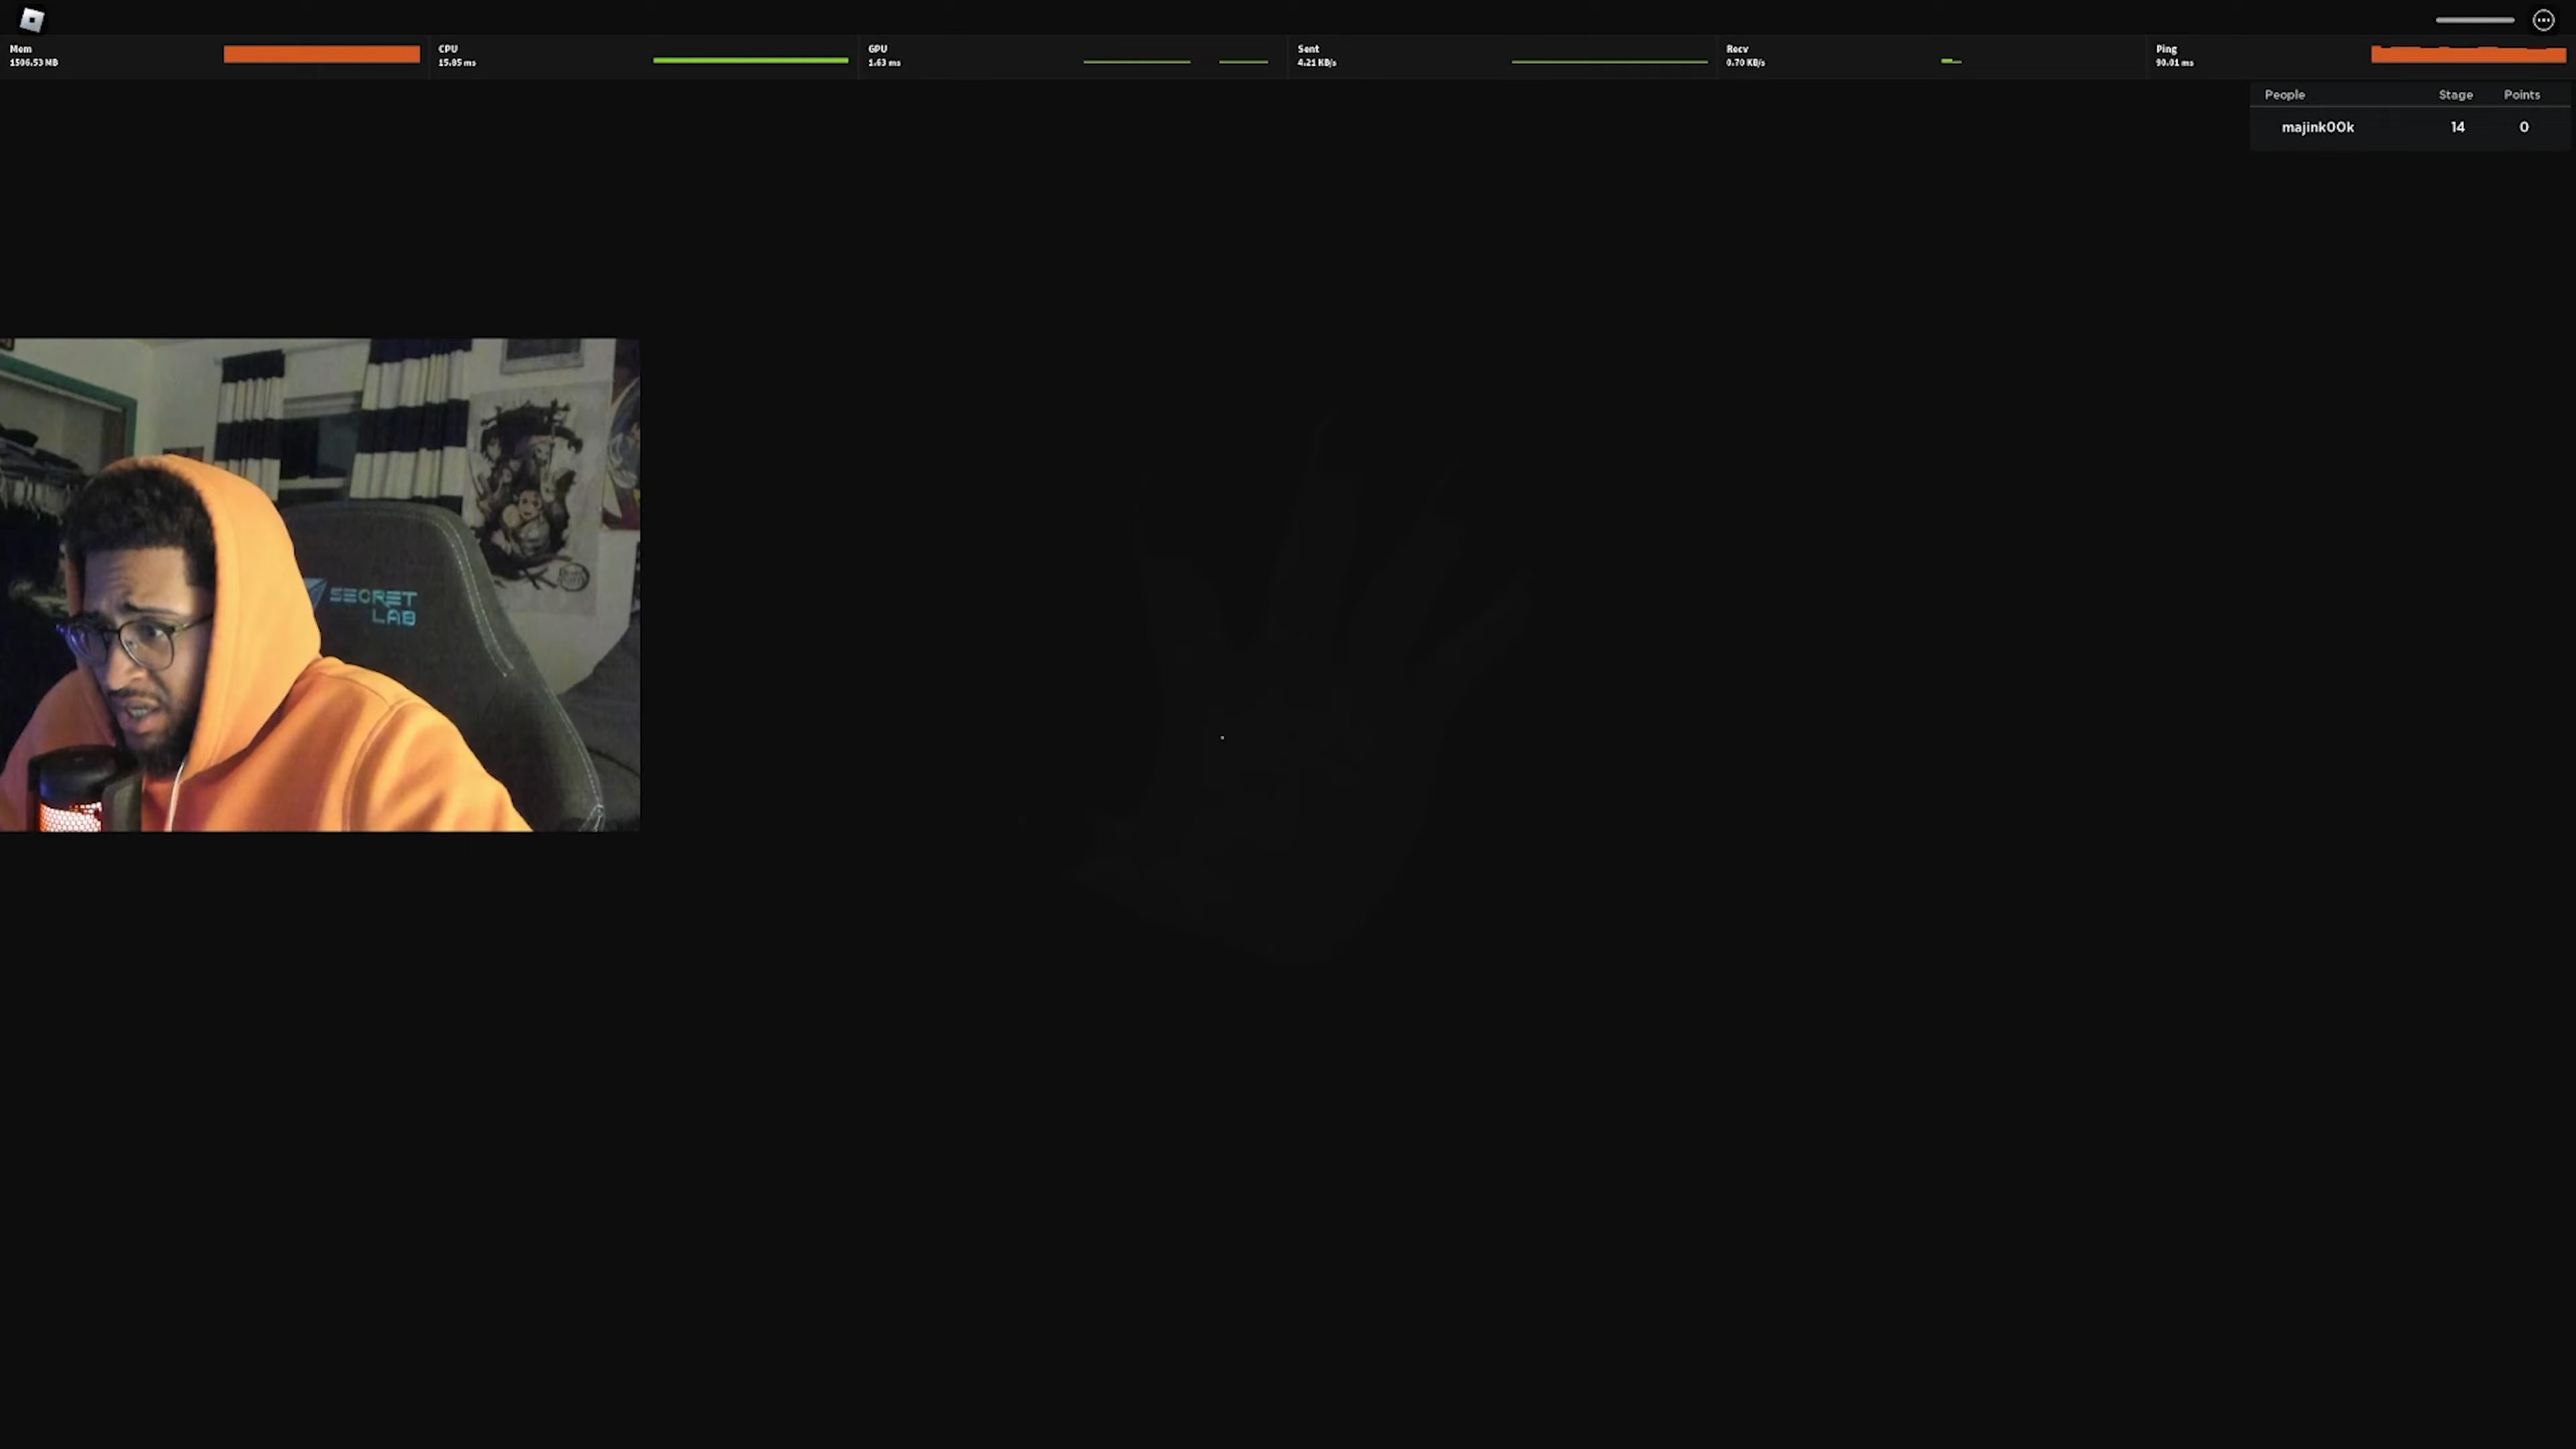 Mem
1506.53 MB
CPU
15.85 ms
GPU
1.63 ms
Sent
4.21 KB/s
Recv
0.70 KB/s
Ping
90.01 ms
People Stage Points
majink00k 14 0
SECRET
LAB